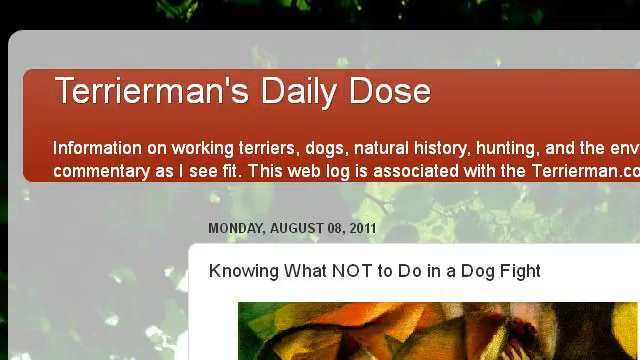 Terrierman's Daily Dose
Information on working terriers, dogs, natural history, hunting, and the env
commentary as I see fit. This web log is associated with the Terrierman.co
MONDAY, AUGUST 08, 2011
Knowing What NOT to Do in a Dog Fight